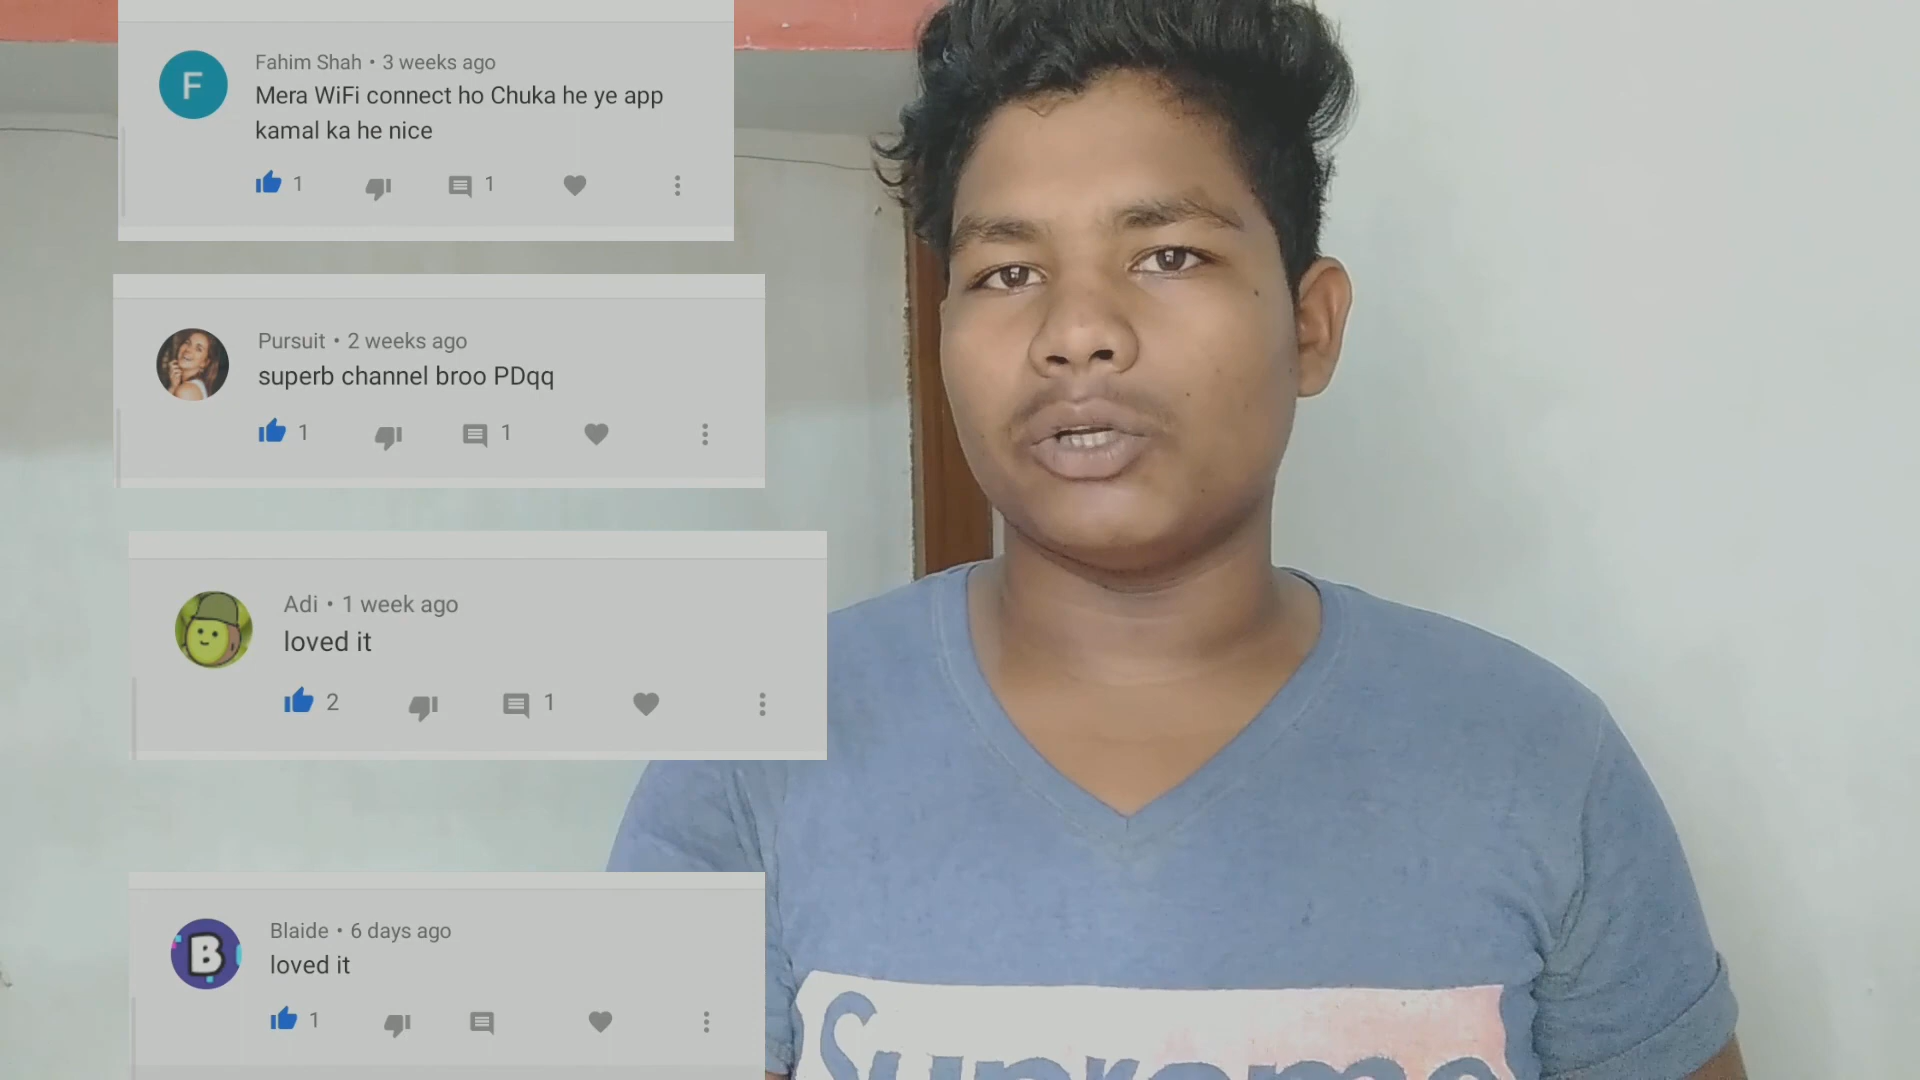 F
Fahim Shah • 3 weeks ago
Mera WiFi connect ho Chuka he ye app
kamal ka he nice
1 1
Pursuit • 2 weeks ago
superb channel broo PDqq
1 1
Adi • 1 week ago
loved it
2 1
B
Blaide • 6 days ago
loved it
1
Supreme